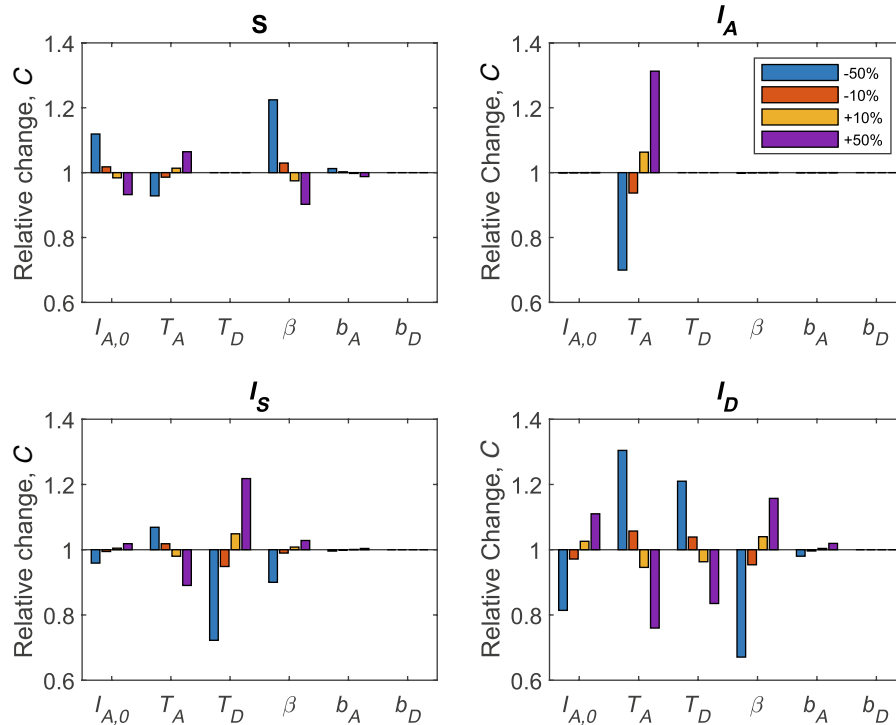 S
1.4
1.2
1
0.8
0.6
Relative change, C
I_{A,0} T_A T_D β b_A b_D
I_A
1.4
1.2
1
0.8
0.6
Relative Change, C
-50%
-10%
+10%
+50%
I_{A,0} T_A T_D β b_A b_D
I_S
1.4
1.2
1
0.8
0.6
Relative change, C
I_{A,0} T_A T_D β b_A b_D
I_D
1.4
1.2
1
0.8
0.6
Relative Change, C
I_{A,0} T_A T_D β b_A b_D